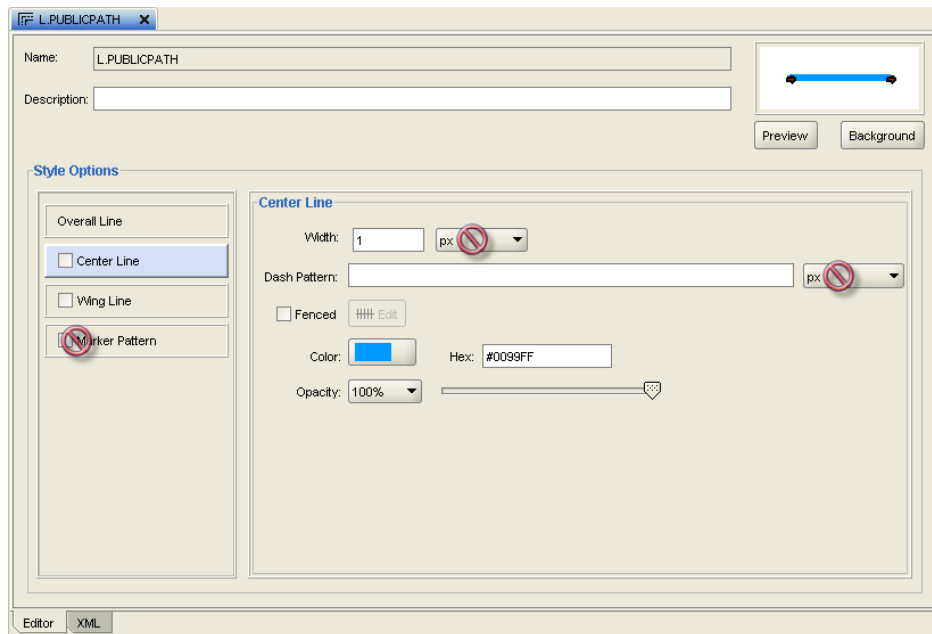 L.PUBLICPATH X
Name: L.PUBLICPATH
Description:
Preview Background
Style Options
Overall Line
Center Line
Wing Line
Marker Pattern
Center Line
Width: 1 px
Dash Pattern: px
Fenced Edit
Color: Hex: #0099FF
Opacity: 100%
Editor XML